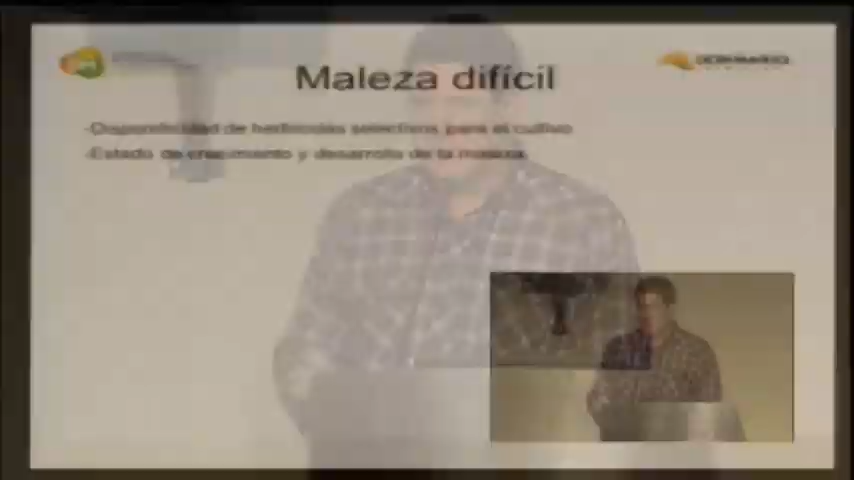 Maleza difícil
-Disponibilidad de herbicidas selectivos para el cultivo
-Estado de crecimiento y desarrollo de la maleza